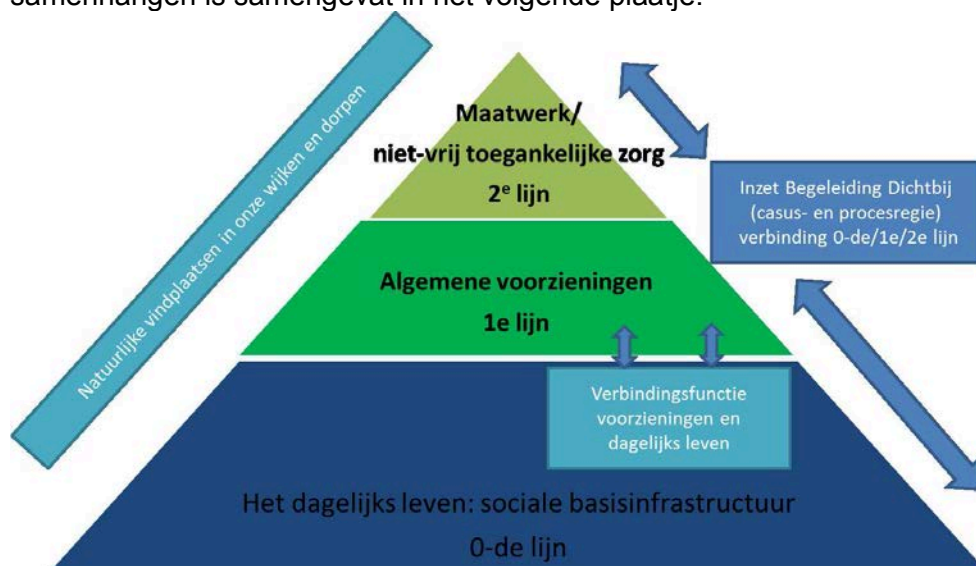 samenhangen is samengevat in het volgende plaatje:
Natuurlijke vindplaatsen in onze wijken en dorpen
Maatwerk/
niet-vrij toegankelijke zorg
2e lijn
Inzet Begeleiding Dichtbij
(casus- en procesregie)
verbinding 0-de/1e/2e lijn
Algemene voorzieningen
1e lijn
Verbindingsfunctie
voorzieningen en
dagelijks leven
Het dagelijks leven: sociale basisinfrastructuur
0-de lijn